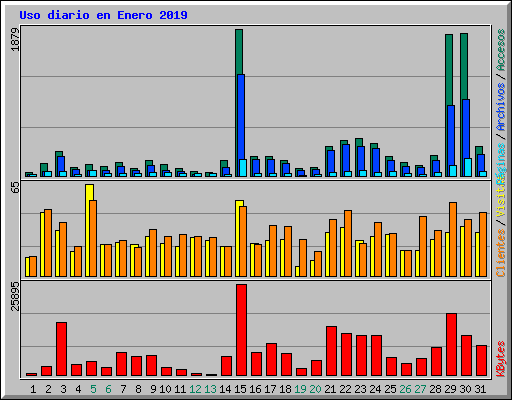 Uso diario en Enero 2019
1879
65
25895
Accesos / Archivos / Páginas
Clientes / Visitas
KBytes
1 2 3 4 5 6 7 8 9 10 11 12 13 14 15 16 17 18 19 20 21 22 23 24 25 26 27 28 29 30 31